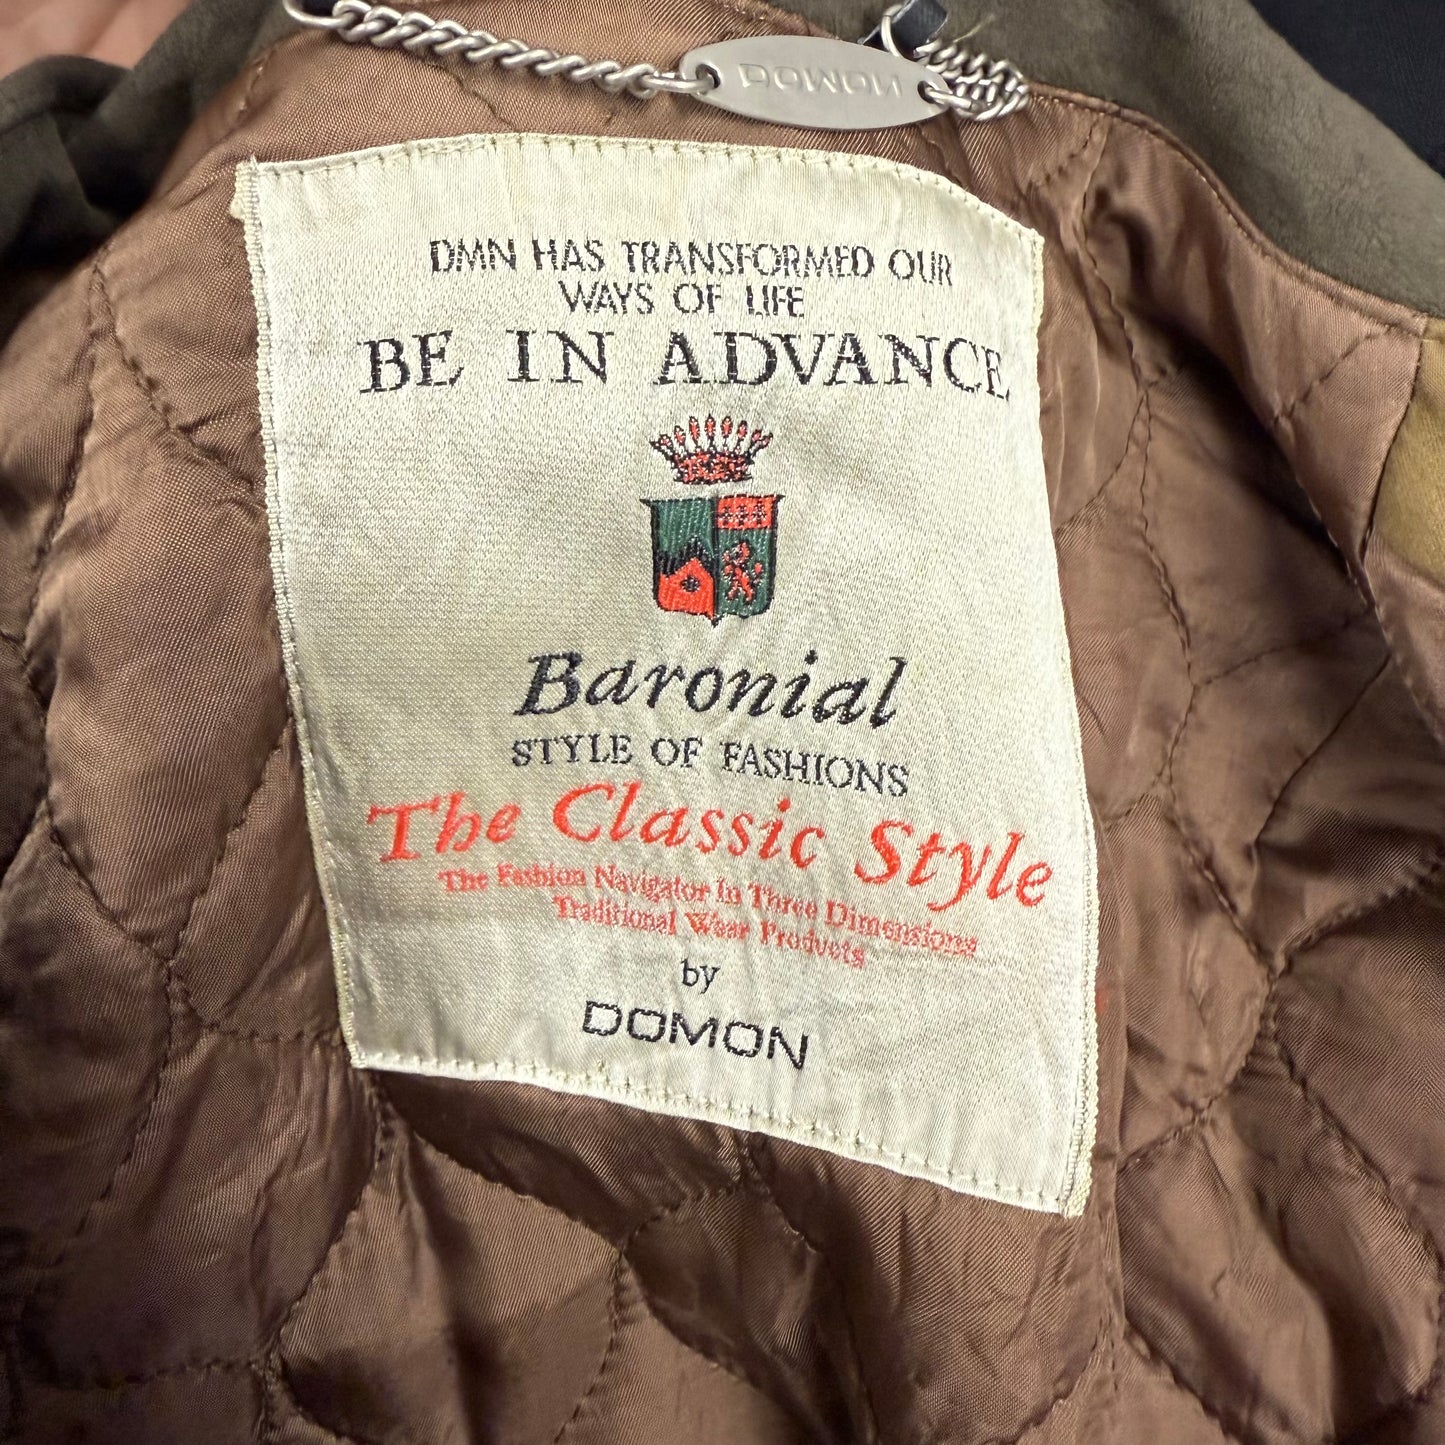 DOMON
DMN HAS TRANSFORMED OUR
WAYS OF LIFE
BE IN ADVANCE
Baronial
STYLE OF FASHIONS
The Classic Style
The Fashion Navigator In Three Dimensions
Traditional Wear Products
by
DOMON